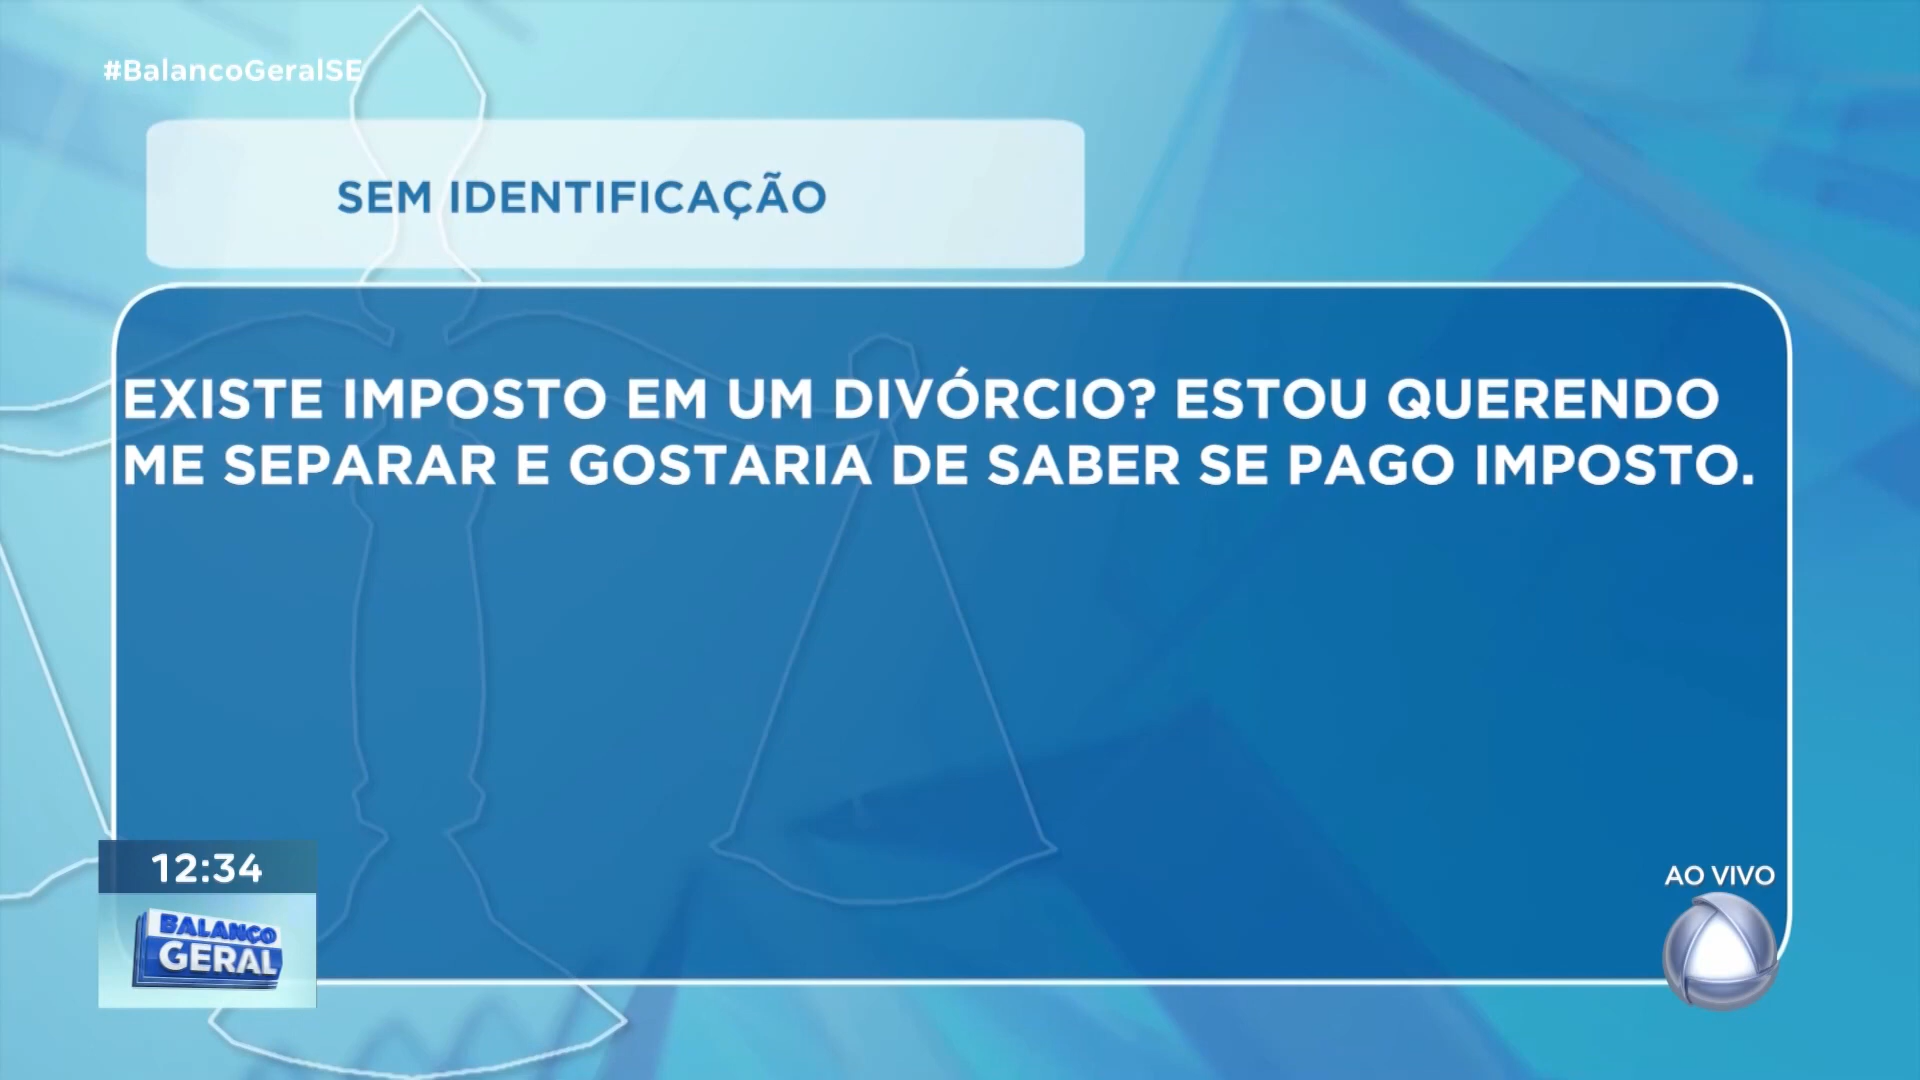 #BalancoGeralSE
SEM IDENTIFICAÇÃO
EXISTE IMPOSTO EM UM DIVÓRCIO? ESTOU QUERENDO
ME SEPARAR E GOSTARIA DE SABER SE PAGO IMPOSTO.
12:34
BALANÇO
GERAL
AO VIVO